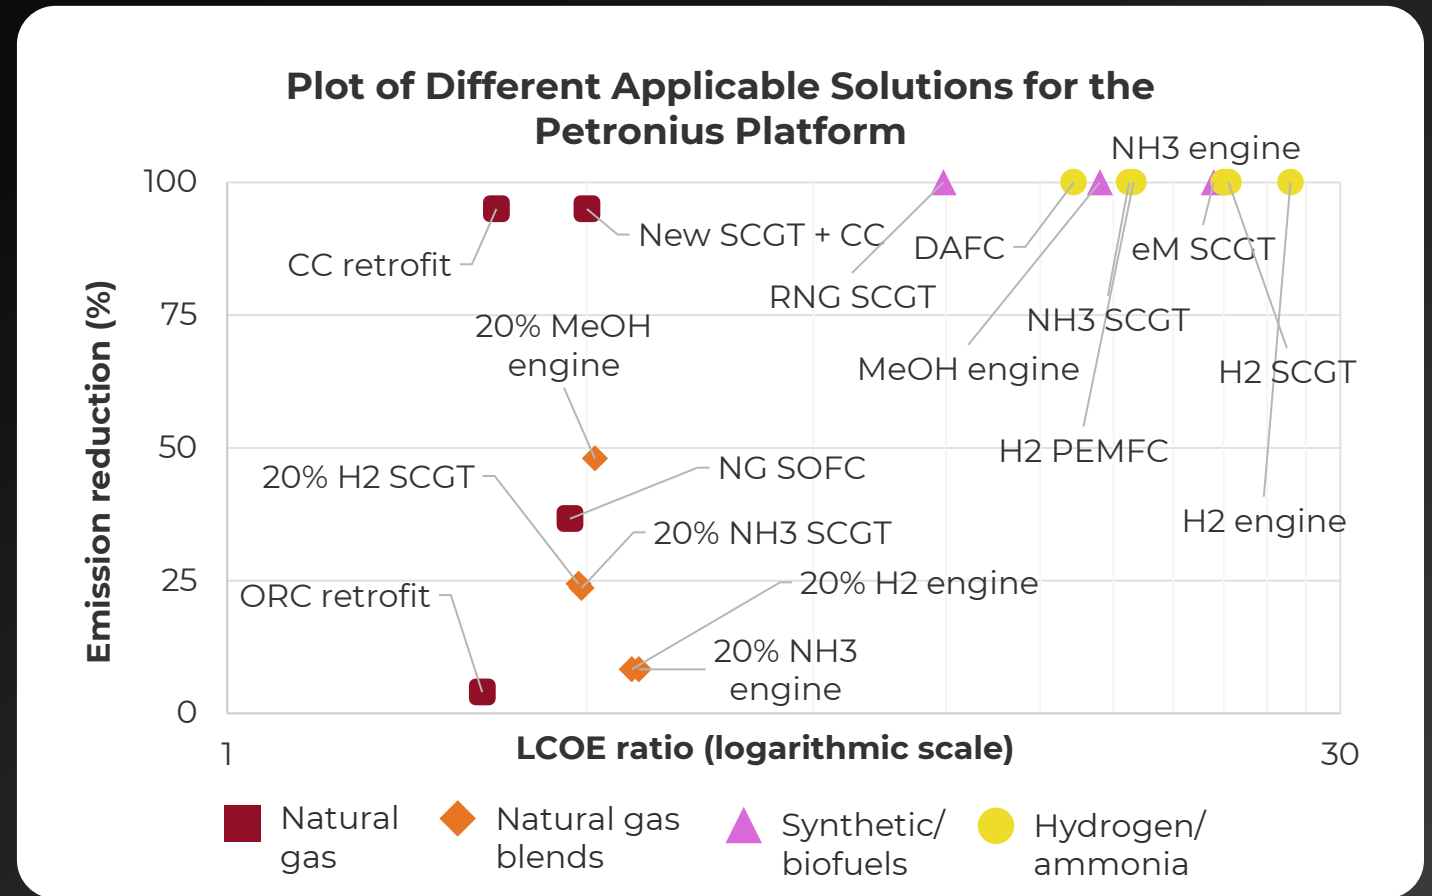 Plot of Different Applicable Solutions for the
Petronius Platform
NH3 engine
100
New SCGT + CC
DAFC
eM SCGT
CC retrofit
RNG SCGT
75
20% MeOH
engine
NH3 SCGT
MeOH engine
H2 SCGT
Emission reduction (%)
50
H2 PEMFC
20% H2 SCGT
NG SOFC
H2 engine
20% NH3 SCGT
25
20% H2 engine
ORC retrofit
20% NH3
engine
0
1
LCOE ratio (logarithmic scale)
30
Natural
gas
Natural gas
blends
Synthetic/
biofuels
Hydrogen/
ammonia